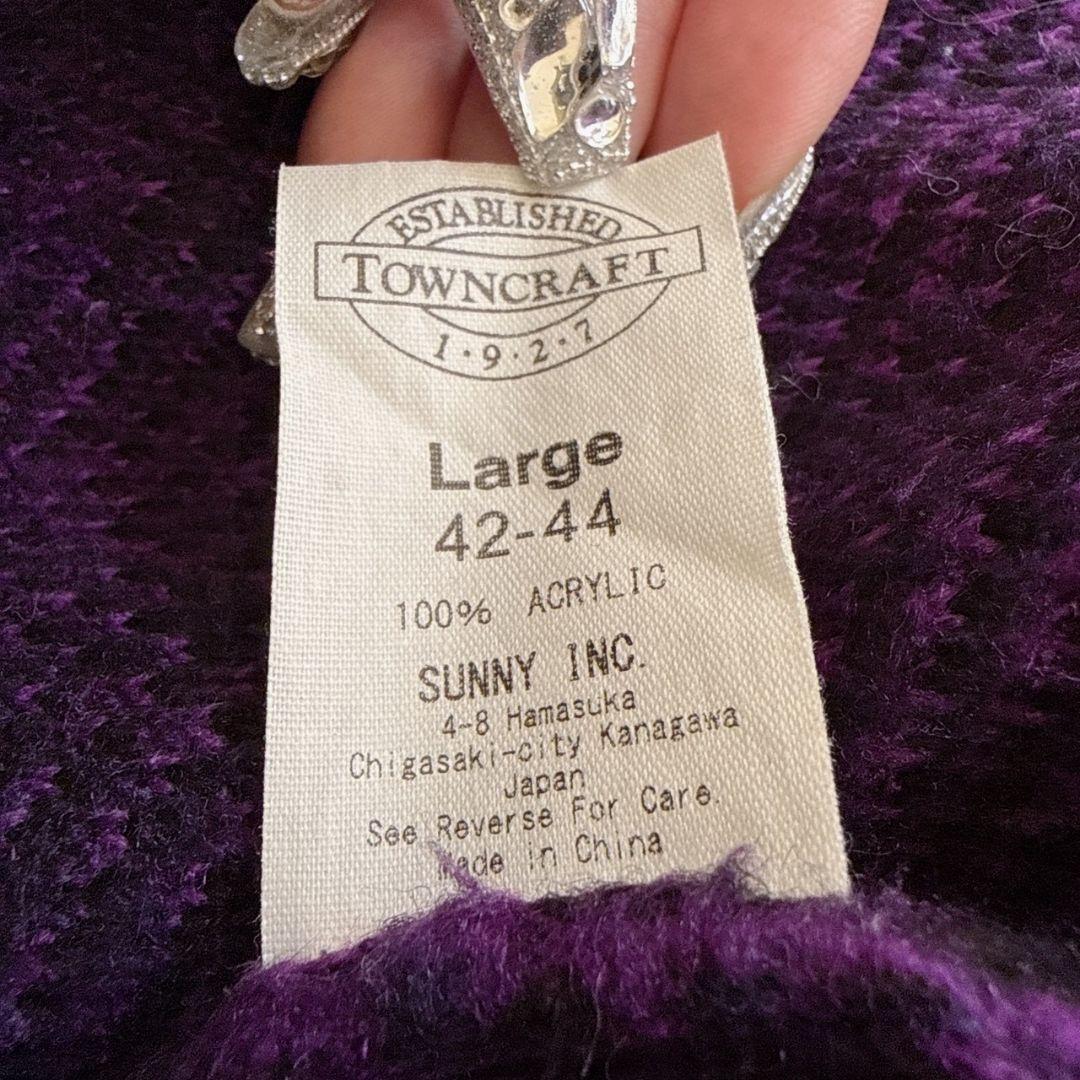 ESTABLISHED
TOWNCRAFT
1·9·2·7
Large
42-44
100% ACRYLIC
SUNNY INC.
4-8 Hamasuka
Chigasaki-city Kanagawa
Japan
See Reverse For Care.
Made in China